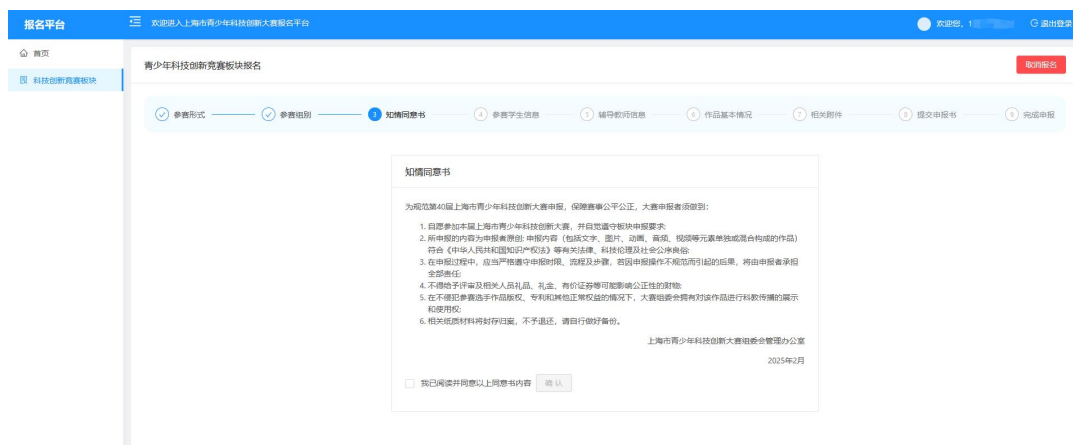 报名平台
欢迎进入上海市青少年科技创新大赛报名平台
欢迎您，1
退出登录
首页
科技创新竞赛板块
青少年科技创新竞赛板块报名
取消报名
参赛形式
参赛组别
3 知情同意书
4 参赛学生信息
5 辅导教师信息
6 作品基本情况
7 相关附件
8 提交申报书
9 完成申报
知情同意书
为规范第40届上海市青少年科技创新大赛申报，保障赛事公平公正，大赛申报者须做到：
1. 自愿参加本届上海市青少年科技创新大赛，并自觉遵守板块申报要求;
2. 所申报的内容为申报者原创; 申报内容（包括文字、图片、动画、音频、视频等元素单独或混合构成的作品）
符合《中华人民共和国知识产权法》等有关法律、科技伦理及社会公序良俗;
3. 在申报过程中，应当严格遵守申报时限、流程及步骤，若因申报操作不规范而引起的后果，将由申报者承担
全部责任;
4. 不得给予评审及相关人员礼品、礼金、有价证券等可能影响公正性的财物;
5. 在不侵犯参赛选手作品版权、专利和其他正常权益的情况下，大赛组委会拥有对该作品进行科教传播的展示
和使用权;
6. 相关纸质材料将封存归案，不予退还，请自行做好备份。
上海市青少年科技创新大赛组委会管理办公室
2025年2月
我已阅读并同意以上同意书内容
确 认